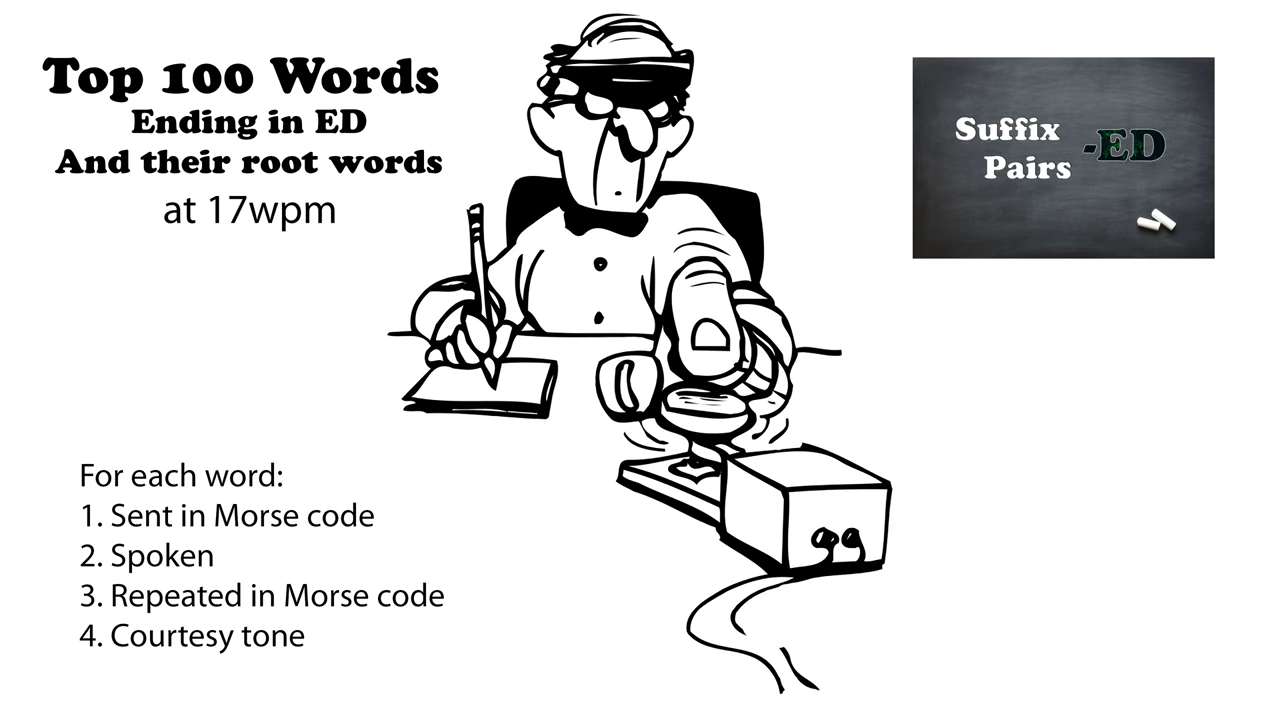 Top 100 Words
Ending in ED
And their root words
at 17wpm
Suffix
Pairs -ED
For each word:
1. Sent in Morse code
2. Spoken
3. Repeated in Morse code
4. Courtesy tone